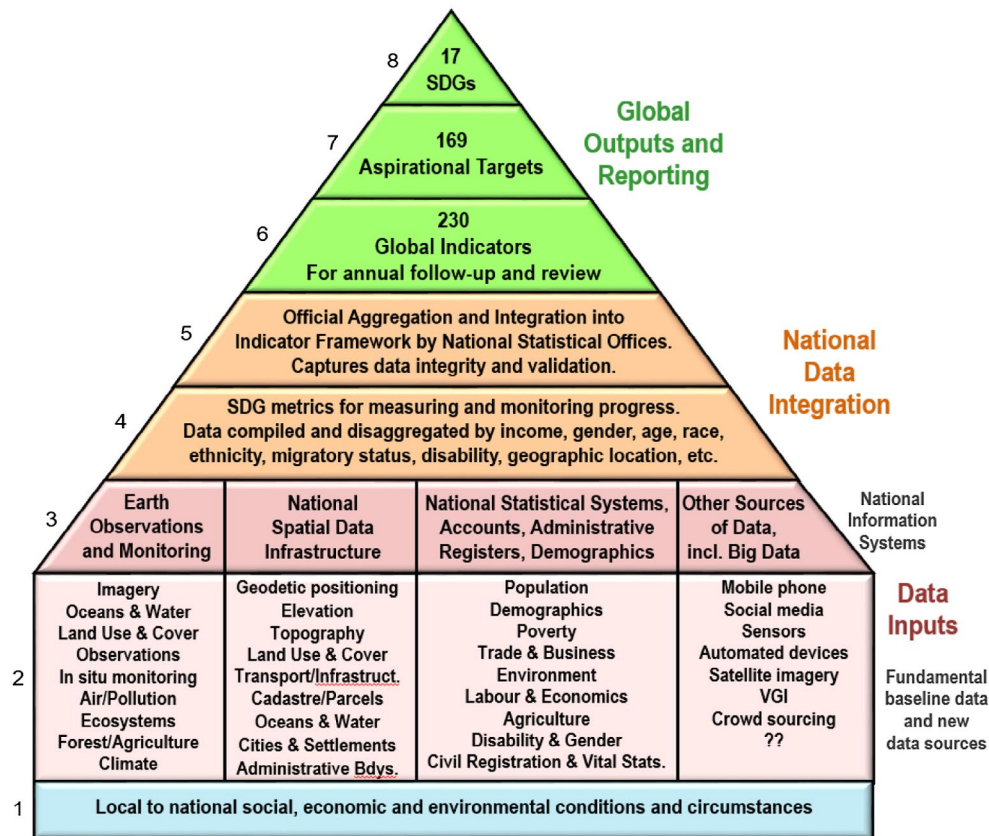 8
17
SDGs
7
169
Aspirational Targets
Global
Outputs and
Reporting
6
230
Global Indicators
For annual follow-up and review
5
Official Aggregation and Integration into
Indicator Framework by National Statistical Offices.
Captures data integrity and validation.
National
Data
Integration
4
SDG metrics for measuring and monitoring progress.
Data compiled and disaggregated by income, gender, age, race,
ethnicity, migratory status, disability, geographic location, etc.
3
Earth
Observations
and Monitoring
National
Spatial Data
Infrastructure
National Statistical Systems,
Accounts, Administrative
Registers, Demographics
Other Sources
of Data,
incl. Big Data
National
Information
Systems
Data
Inputs
2
Imagery
Oceans & Water
Land Use & Cover
Observations
In situ monitoring
Air/Pollution
Ecosystems
Forest/Agriculture
Climate
Geodetic positioning
Elevation
Topography
Land Use & Cover
Transport/Infrastruct.
Cadastre/Parcels
Oceans & Water
Cities & Settlements
Administrative Bdys.
Population
Demographics
Poverty
Trade & Business
Environment
Labour & Economics
Agriculture
Disability & Gender
Civil Registration & Vital Stats.
Mobile phone
Social media
Sensors
Automated devices
Satellite imagery
VGI
Crowd sourcing
??
Fundamental
baseline data
and new
data sources
1
Local to national social, economic and environmental conditions and circumstances